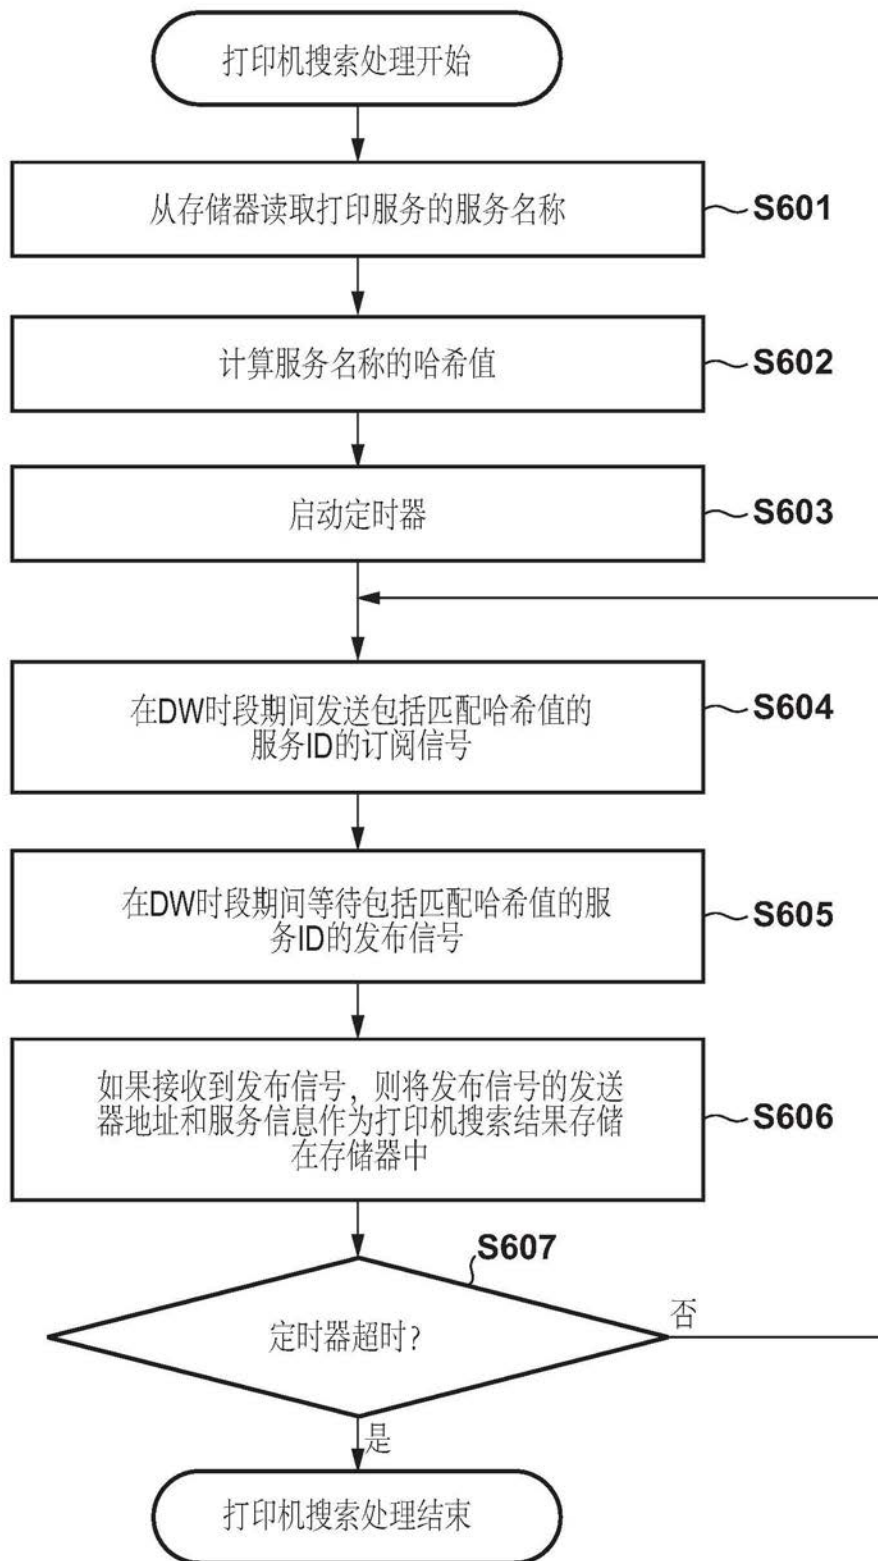 打印机搜索处理开始
从存储器读取打印服务的服务名称
S601
计算服务名称的哈希值
S602
启动定时器
S603
在DW时段期间发送包括匹配哈希值的
服务ID的订阅信号
S604
在DW时段期间等待包括匹配哈希值的服
务ID的发布信号
S605
如果接收到发布信号，则将发布信号的发送
器地址和服务信息作为打印机搜索结果存储
在存储器中
S606
S607
定时器超时?
否
是
打印机搜索处理结束